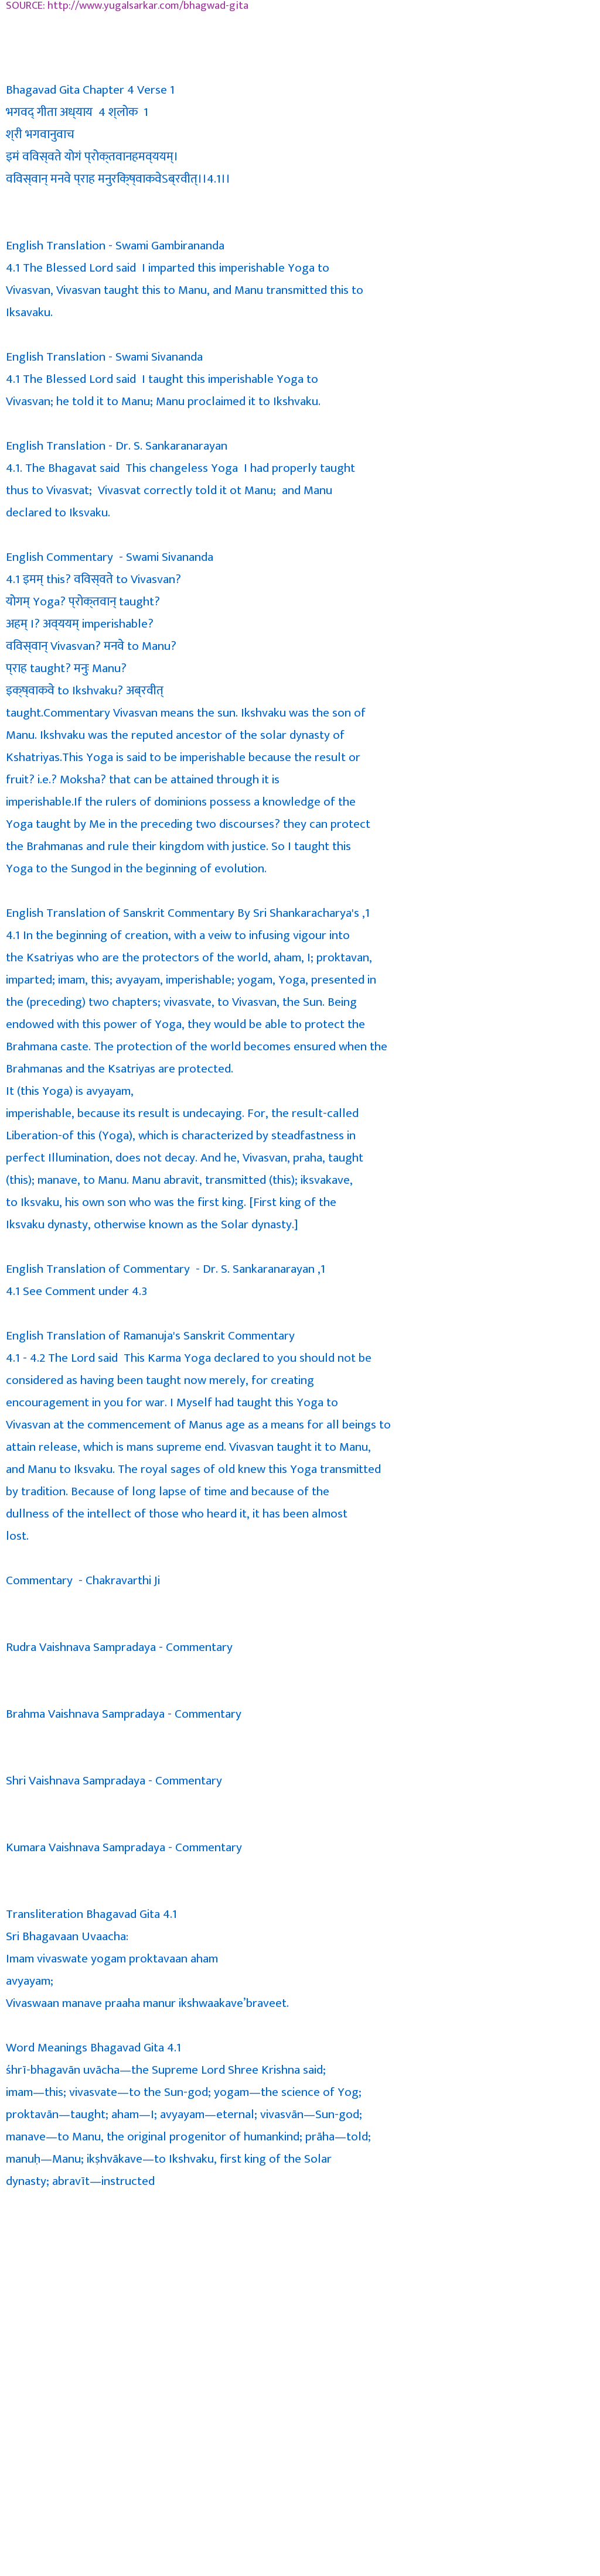 SOURCE: http://www.yugalsarkar.com/bhagwad-gita
Bhagavad Gita Chapter 4 Verse 1
भगवद् गीता अध्याय 4 श्लोक 1
श्री भगवानुवाच
इमं विवस्वते योगं प्रोक्तवानहमव्ययम्।
विवस्वान् मनवे प्राह मनुरिक्ष्वाकवेऽब्रवीत्।।4.1।।
English Translation - Swami Gambirananda
4.1 The Blessed Lord said I imparted this imperishable Yoga to
Vivasvan, Vivasvan taught this to Manu, and Manu transmitted this to
Iksavaku.
English Translation - Swami Sivananda
4.1 The Blessed Lord said I taught this imperishable Yoga to
Vivasvan; he told it to Manu; Manu proclaimed it to Ikshvaku.
English Translation - Dr. S. Sankaranarayan
4.1. The Bhagavat said This changeless Yoga I had properly taught
thus to Vivasvat; Vivasvat correctly told it ot Manu; and Manu
declared to Iksvaku.
English Commentary - Swami Sivananda
4.1 इमम् this? विवस्वते to Vivasvan?
योगम् Yoga? प्रोक्तवान् taught?
अहम् I? अव्ययम् imperishable?
विवस्वान् Vivasvan? मनवे to Manu?
प्राह taught? मनुः Manu?
इक्ष्वाकवे to Ikshvaku? अब्रवीत्
taught.Commentary Vivasvan means the sun. Ikshvaku was the son of
Manu. Ikshvaku was the reputed ancestor of the solar dynasty of
Kshatriyas.This Yoga is said to be imperishable because the result or
fruit? i.e.? Moksha? that can be attained through it is
imperishable.If the rulers of dominions possess a knowledge of the
Yoga taught by Me in the preceding two discourses? they can protect
the Brahmanas and rule their kingdom with justice. So I taught this
Yoga to the Sungod in the beginning of evolution.
English Translation of Sanskrit Commentary By Sri Shankaracharya's ,1
4.1 In the beginning of creation, with a veiw to infusing vigour into
the Ksatriyas who are the protectors of the world, aham, I; proktavan,
imparted; imam, this; avyayam, imperishable; yogam, Yoga, presented in
the (preceding) two chapters; vivasvate, to Vivasvan, the Sun. Being
endowed with this power of Yoga, they would be able to protect the
Brahmana caste. The protection of the world becomes ensured when the
Brahmanas and the Ksatriyas are protected.
It (this Yoga) is avyayam,
imperishable, because its result is undecaying. For, the result-called
Liberation-of this (Yoga), which is characterized by steadfastness in
perfect Illumination, does not decay. And he, Vivasvan, praha, taught
(this); manave, to Manu. Manu abravit, transmitted (this); iksvakave,
to Iksvaku, his own son who was the first king. [First king of the
Iksvaku dynasty, otherwise known as the Solar dynasty.]
English Translation of Commentary - Dr. S. Sankaranarayan ,1
4.1 See Comment under 4.3
English Translation of Ramanuja's Sanskrit Commentary
4.1 - 4.2 The Lord said This Karma Yoga declared to you should not be
considered as having been taught now merely, for creating
encouragement in you for war. I Myself had taught this Yoga to
Vivasvan at the commencement of Manus age as a means for all beings to
attain release, which is mans supreme end. Vivasvan taught it to Manu,
and Manu to Iksvaku. The royal sages of old knew this Yoga transmitted
by tradition. Because of long lapse of time and because of the
dullness of the intellect of those who heard it, it has been almost
lost.
Commentary - Chakravarthi Ji
Rudra Vaishnava Sampradaya - Commentary
Brahma Vaishnava Sampradaya - Commentary
Shri Vaishnava Sampradaya - Commentary
Kumara Vaishnava Sampradaya - Commentary
Transliteration Bhagavad Gita 4.1
Sri Bhagavaan Uvaacha:
Imam vivaswate yogam proktavaan aham
avyayam;
Vivaswaan manave praaha manur ikshwaakave’braveet.
Word Meanings Bhagavad Gita 4.1
śhrī-bhagavān uvācha—the Supreme Lord Shree Krishna said;
imam—this; vivasvate—to the Sun-god; yogam—the science of Yog;
proktavān—taught; aham—I; avyayam—eternal; vivasvān—Sun-god;
manave—to Manu, the original progenitor of humankind; prāha—told;
manuḥ—Manu; ikṣhvākave—to Ikshvaku, first king of the Solar
dynasty; abravīt—instructed